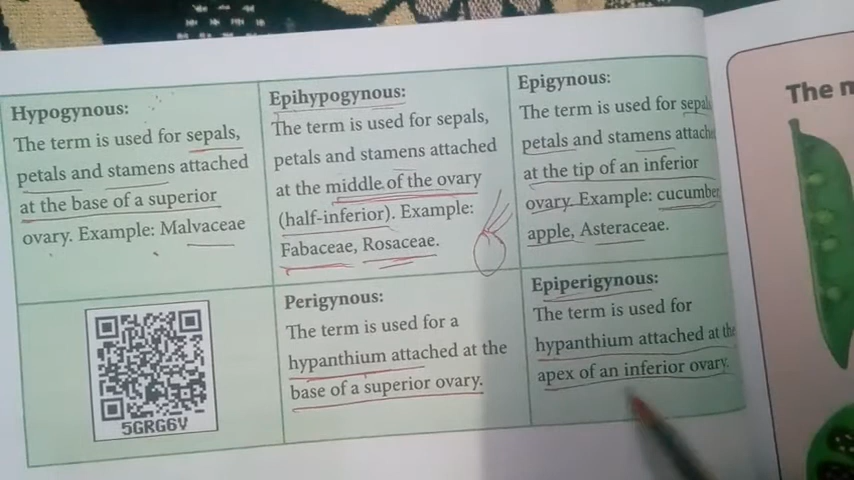 Hypogynous:
The term is used for sepals,
petals and stamens attached
at the base of a superior
ovary. Example: Malvaceae
Epihypogynous:
The term is used for sepals,
petals and stamens attached
at the middle of the ovary
(half-inferior). Example:
Fabaceae, Rosaceae.
Epigynous:
The term is used for sepal
petals and stamens attache
at the tip of an inferior
ovary. Example: cucumber,
apple, Asteraceae.
5GRG6V
Perigynous:
The term is used for a
hypanthium attached at the
base of a superior ovary.
Epiperigynous:
The term is used for
hypanthium attached at the
apex of an inferior ovary.
The